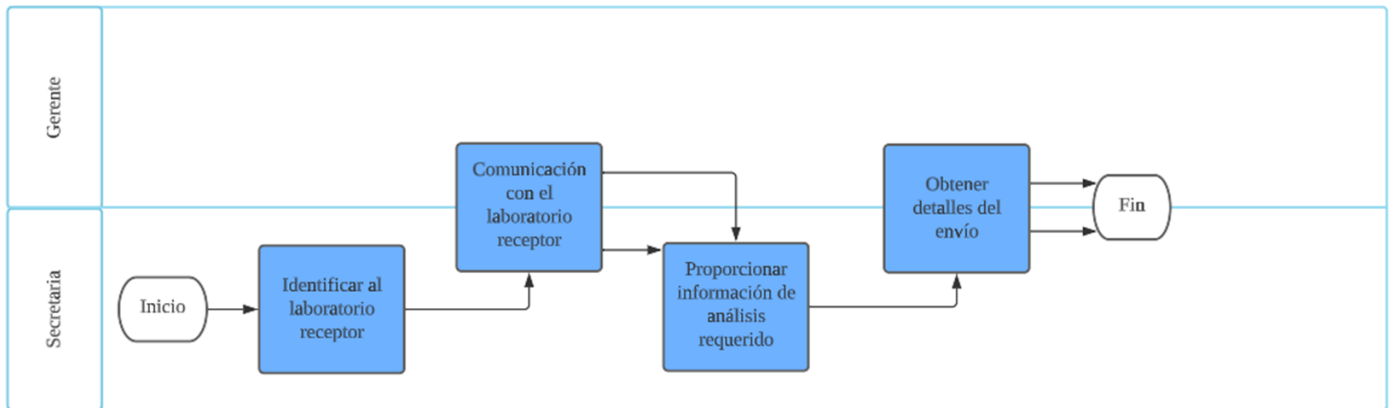 Gerente
Secretaria
Inicio
Identificar al
laboratorio
receptor
Comunicación
con el
laboratorio
receptor
Proporcionar
información de
análisis
requerido
Obtener
detalles del
envío
Fin